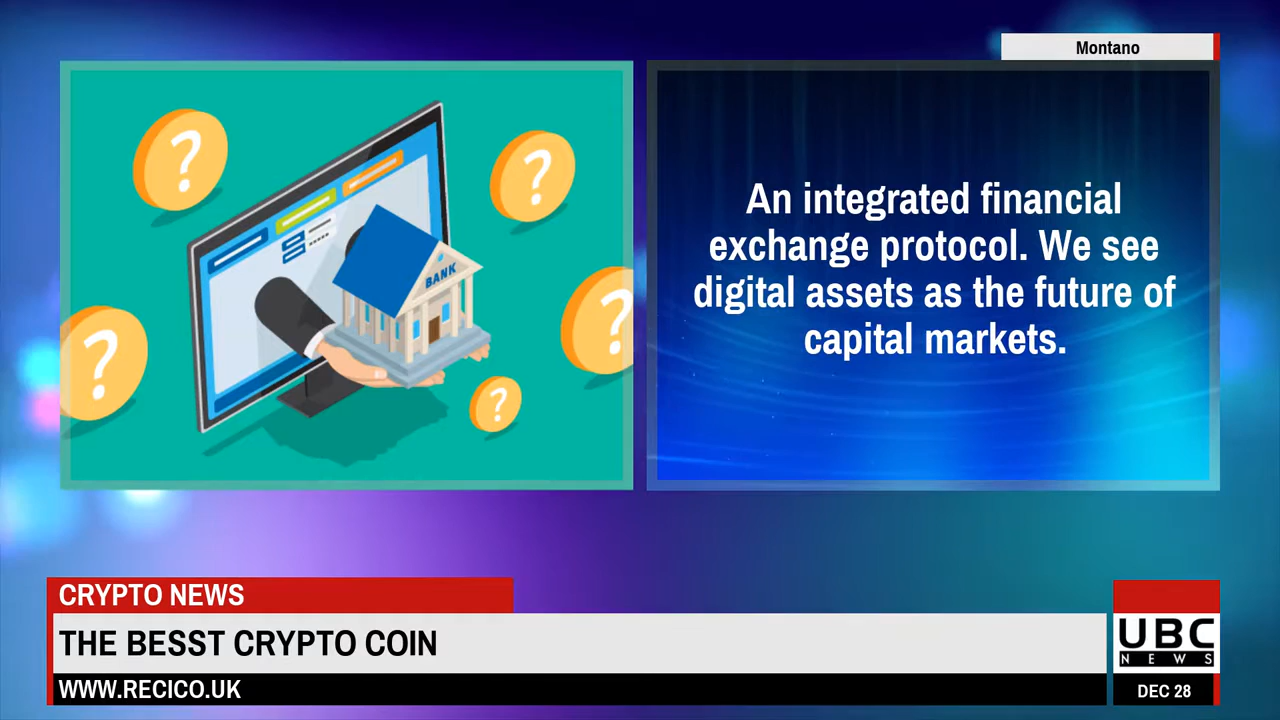 Montano
?
?
?
?
?
BANK
An integrated financial
exchange protocol. We see
digital assets as the future of
capital markets.
CRYPTO NEWS
THE BESST CRYPTO COIN
WWW.RECICO.UK
UBC
NEWS
DEC 28